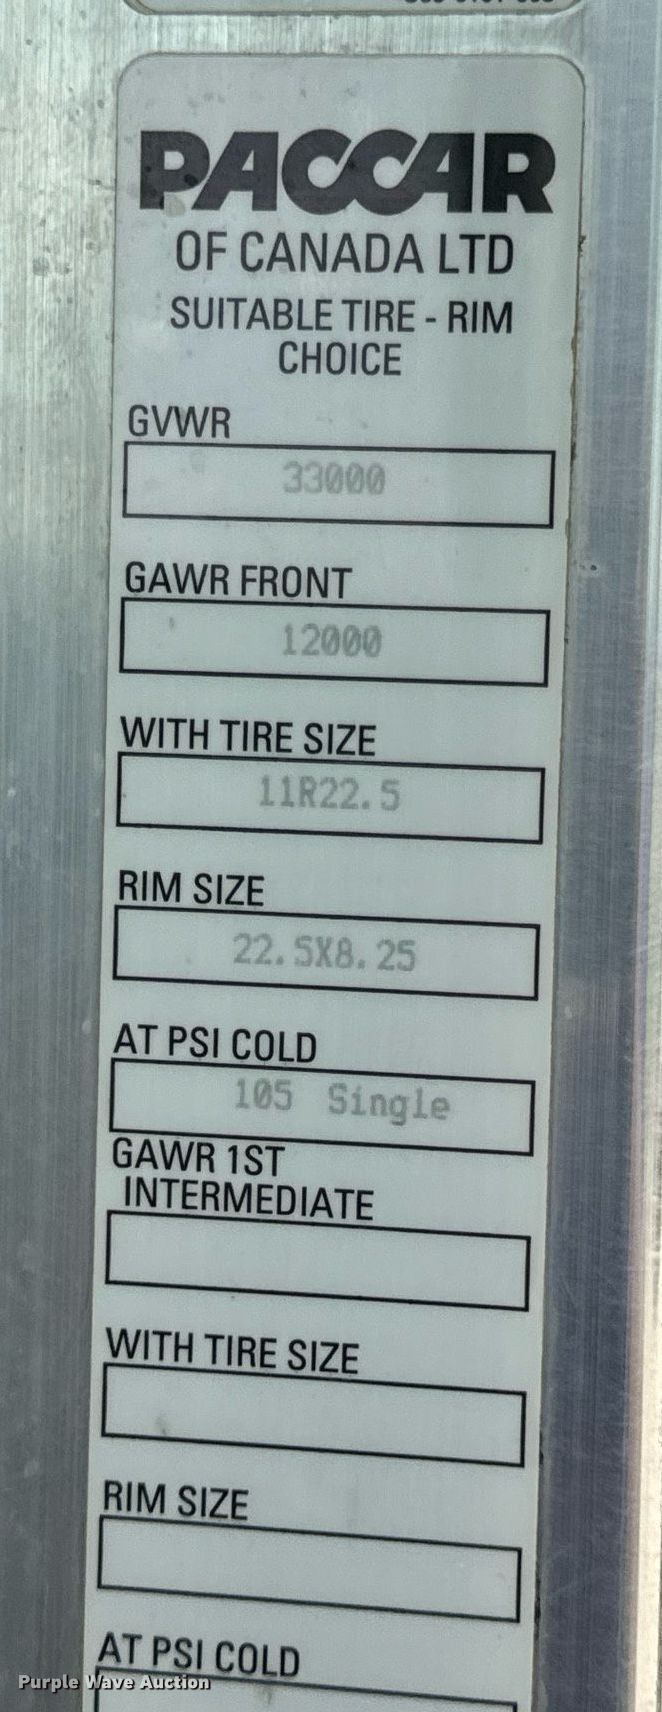 PACCAR
OF CANADA LTD
SUITABLE TIRE - RIM
CHOICE
GVWR
33000
GAWR FRONT
12000
WITH TIRE SIZE
11R22.5
RIM SIZE
22.5X8.25
AT PSI COLD
105 Single
GAWR 1ST
INTERMEDIATE
WITH TIRE SIZE
RIM SIZE
AT PSI COLD
Purple Wave Auction